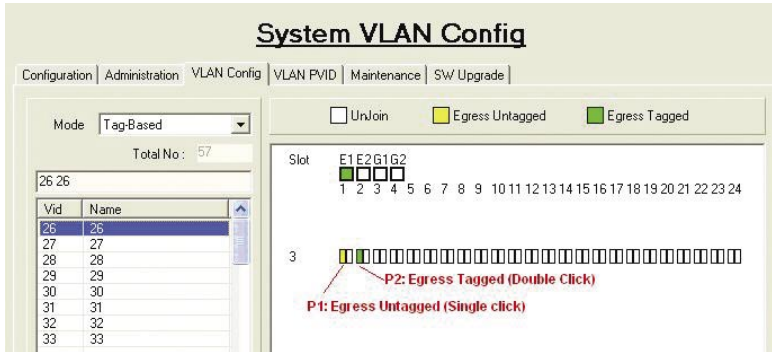 System VLAN Config
Configuration Administration VLAN Config VLAN PVID Maintenance SW Upgrade
Mode Tag-Based
UnJoin Egress Untagged Egress Tagged
Total No : 57
26 26
Slot E1 E2 G1 G2
1 2 3 4 5 6 7 8 9 10 11 12 13 14 15 16 17 18 19 20 21 22 23 24
Vid Name
26 26
27 27
28 28
29 29
30 30
31 31
32 32
33 33
3
P2: Egress Tagged (Double Click)
P1: Egress Untagged (Single click)